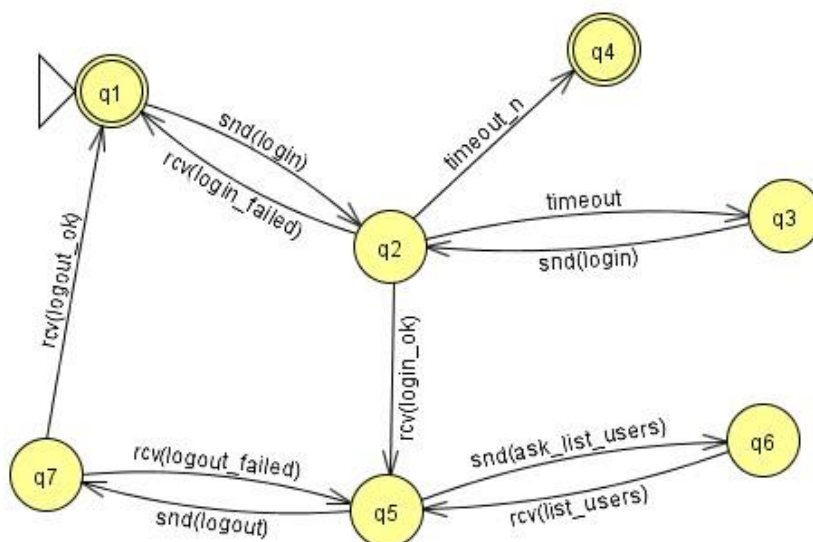 q4
q1
snd(login)
timeout_n
rcv(login_failed)
timeout
q3
q2
snd(login)
rcv(logout_ok)
rcv(login_ok)
snd(ask_list_users)
q6
rcv(logout_failed)
q7
rcv(list_users)
q5
snd(logout)